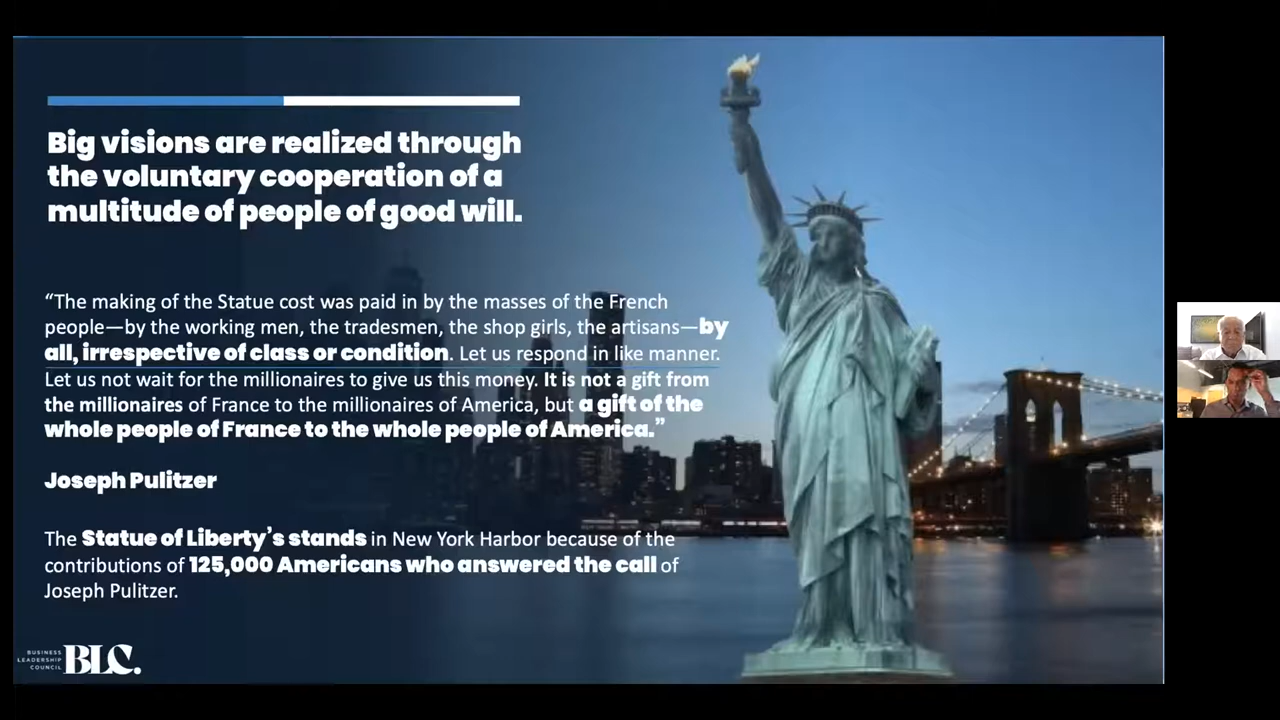 Big visions are realized through
the voluntary cooperation of a
multitude of people of good will.
“The making of the Statue cost was paid in by the masses of the French
people—by the working men, the tradesmen, the shop girls, the artisans—by
all, irrespective of class or condition. Let us respond in like manner.
Let us not wait for the millionaires to give us this money. It is not a gift from
the millionaires of France to the millionaires of America, but a gift of the
whole people of France to the whole people of America.”
Joseph Pulitzer
The Statue of Liberty’s stands in New York Harbor because of the
contributions of 125,000 Americans who answered the call of
Joseph Pulitzer.
BUSINESS
LEADERSHIP
COUNCIL
BLC.